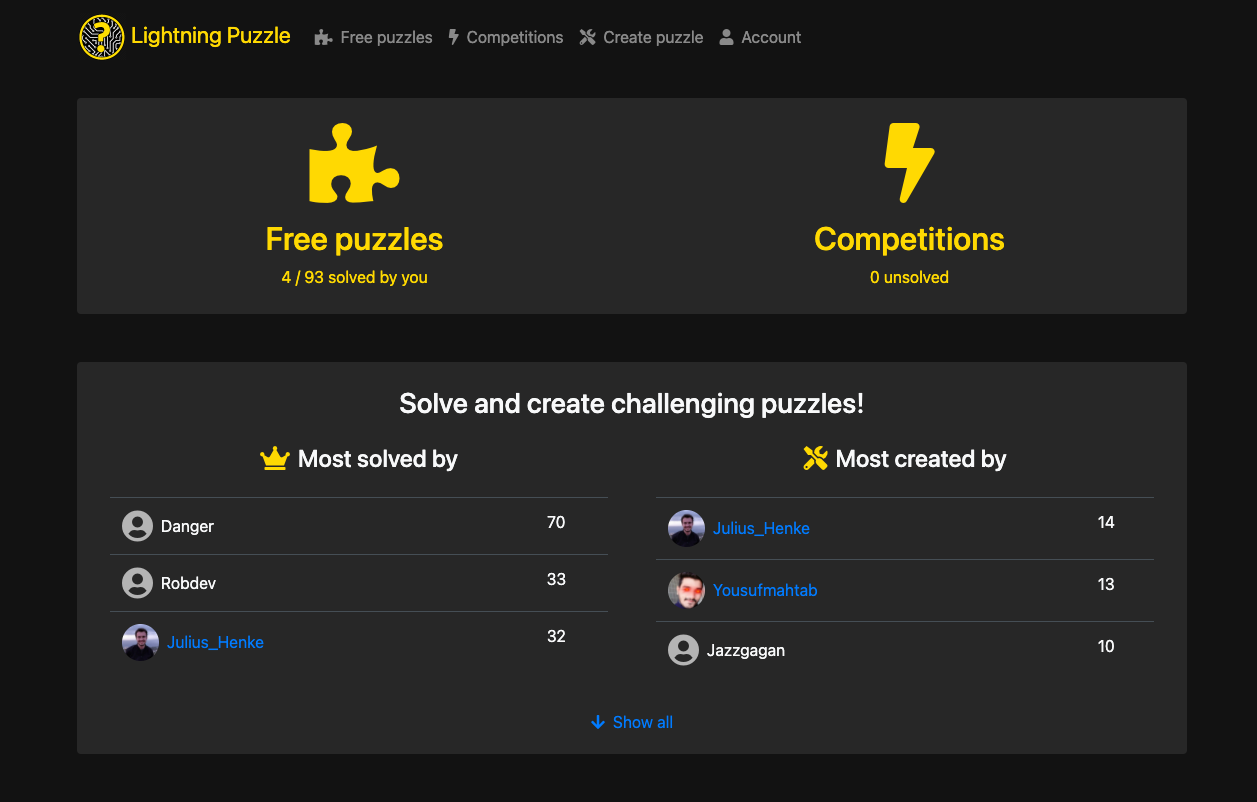 Lightning Puzzle Free puzzles Competitions Create puzzle Account
Free puzzles
4 / 93 solved by you
Competitions
0 unsolved
Solve and create challenging puzzles!
Most solved by
Danger 70
Robdev 33
Julius_Henke 32
Most created by
Julius_Henke 14
Yousufmahtab 13
Jazzgagan 10
Show all